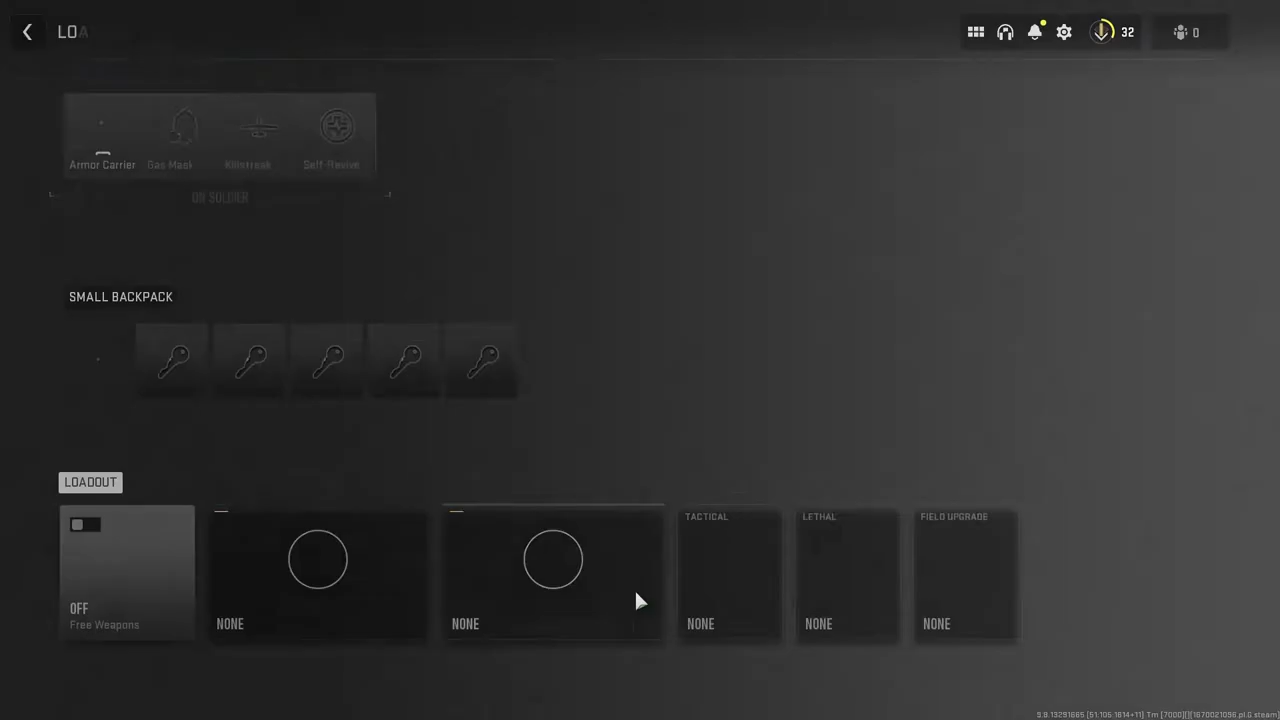 LOA
32
0
Armor Carrier
Gas Mask
Killstreak
Self-Revive
ON SOLDIER
SMALL BACKPACK
LOADOUT
TACTICAL
LETHAL
FIELD UPGRADE
OFF
Free Weapons
NONE
NONE
NONE
NONE
NONE